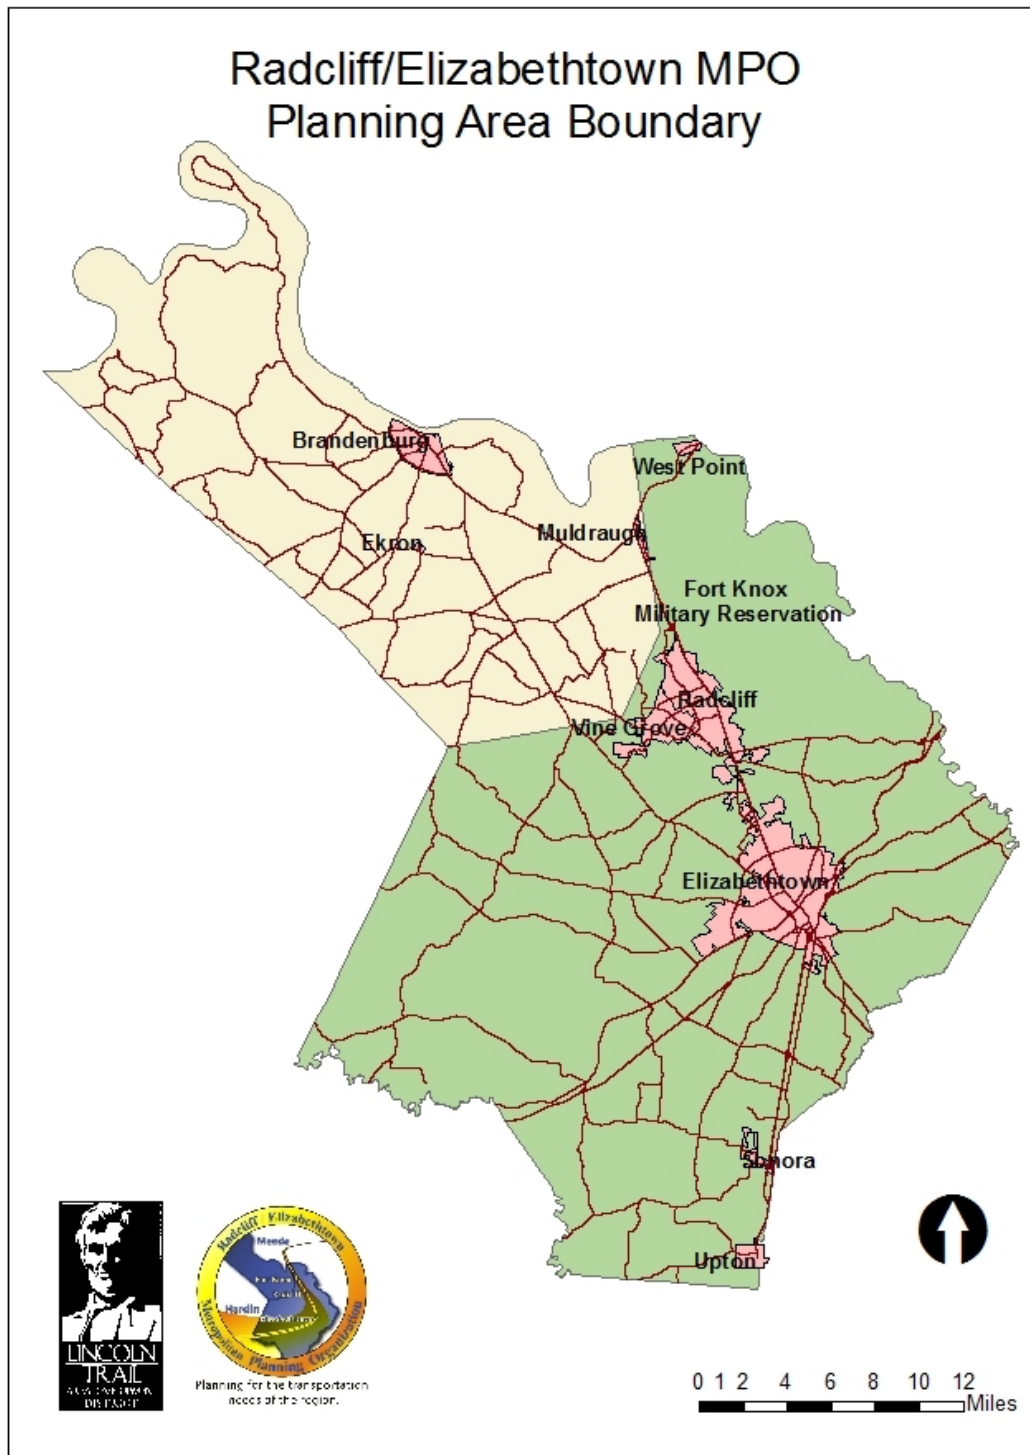 Radcliff/Elizabethtown MPO
Planning Area Boundary
Brandenburg
West Point
Muldraugh
Ekron
Fort Knox
Military Reservation
Radcliff
Vine Grove
Elizabethtown
Sonora
Upton
LINCOLN
TRAIL
DISTRICT
Radcliff Elizabethtown
Meade
Hardin
Metropolitan Planning Organization
Planning for the transportation
needs of the region.
0 1 2 4 6 8 10 12
Miles